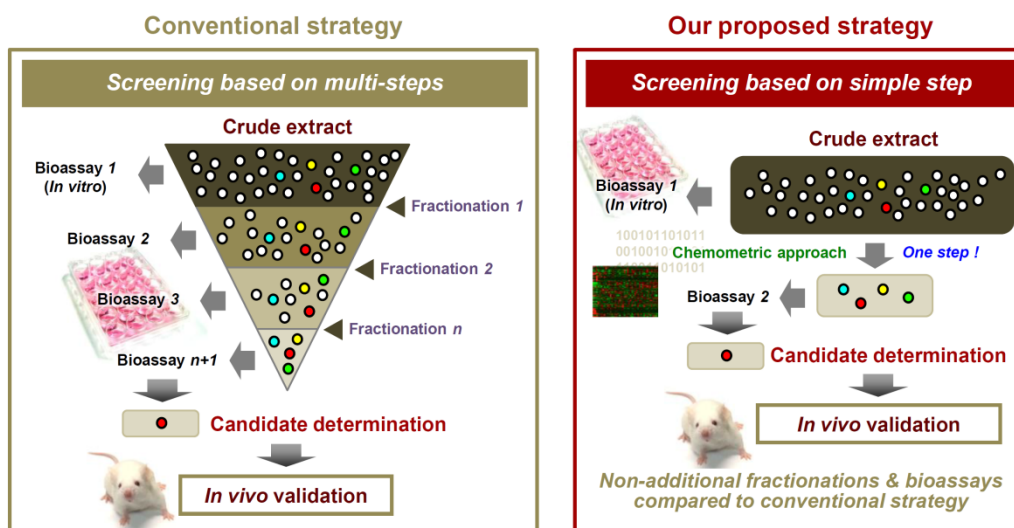 Conventional strategy
Screening based on multi-steps
Crude extract
Bioassay 1
(In vitro)
Fractionation 1
Bioassay 2
Fractionation 2
Bioassay 3
Fractionation n
Bioassay n+1
Candidate determination
In vivo validation
Our proposed strategy
Screening based on simple step
Crude extract
Bioassay 1
(In vitro)
100101101011
Chemometric approach
One step !
Bioassay 2
Candidate determination
In vivo validation
Non-additional fractionations & bioassays
compared to conventional strategy